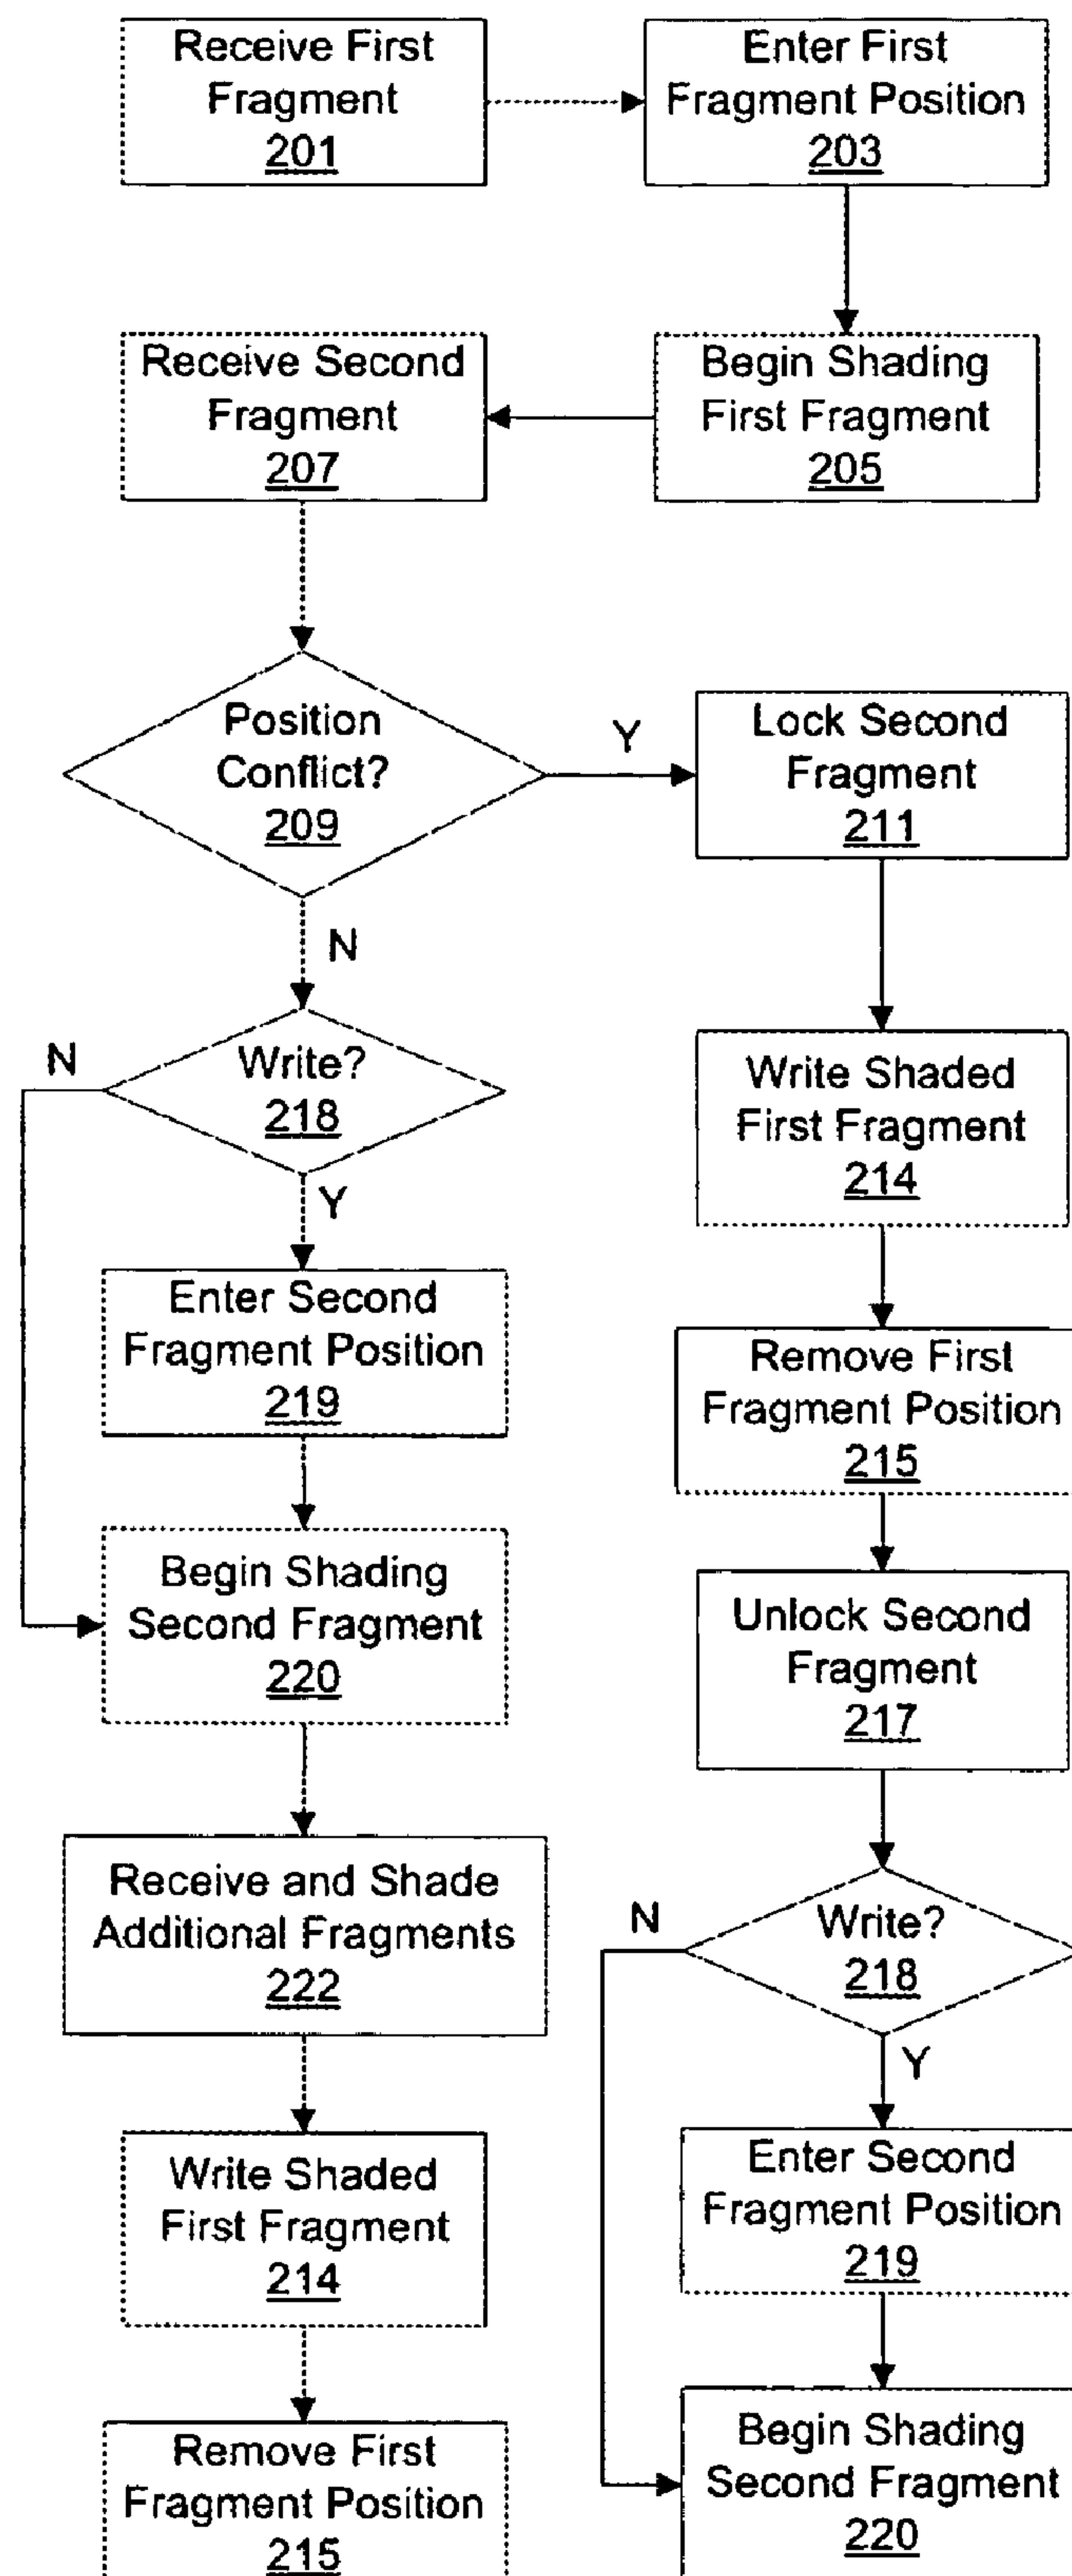 Receive First
Fragment
201
Enter First
Fragment Position
203
Receive Second
Fragment
207
Begin Shading
First Fragment
205
Position
Conflict?
209
Y
Lock Second
Fragment
211
N
N
Write?
218
Write Shaded
First Fragment
214
Y
Enter Second
Fragment Position
219
Remove First
Fragment Position
215
Begin Shading
Second Fragment
220
Unlock Second
Fragment
217
Receive and Shade
Additional Fragments
222
N
Write?
218
Y
Write Shaded
First Fragment
214
Enter Second
Fragment Position
219
Remove First
Fragment Position
215
Begin Shading
Second Fragment
220